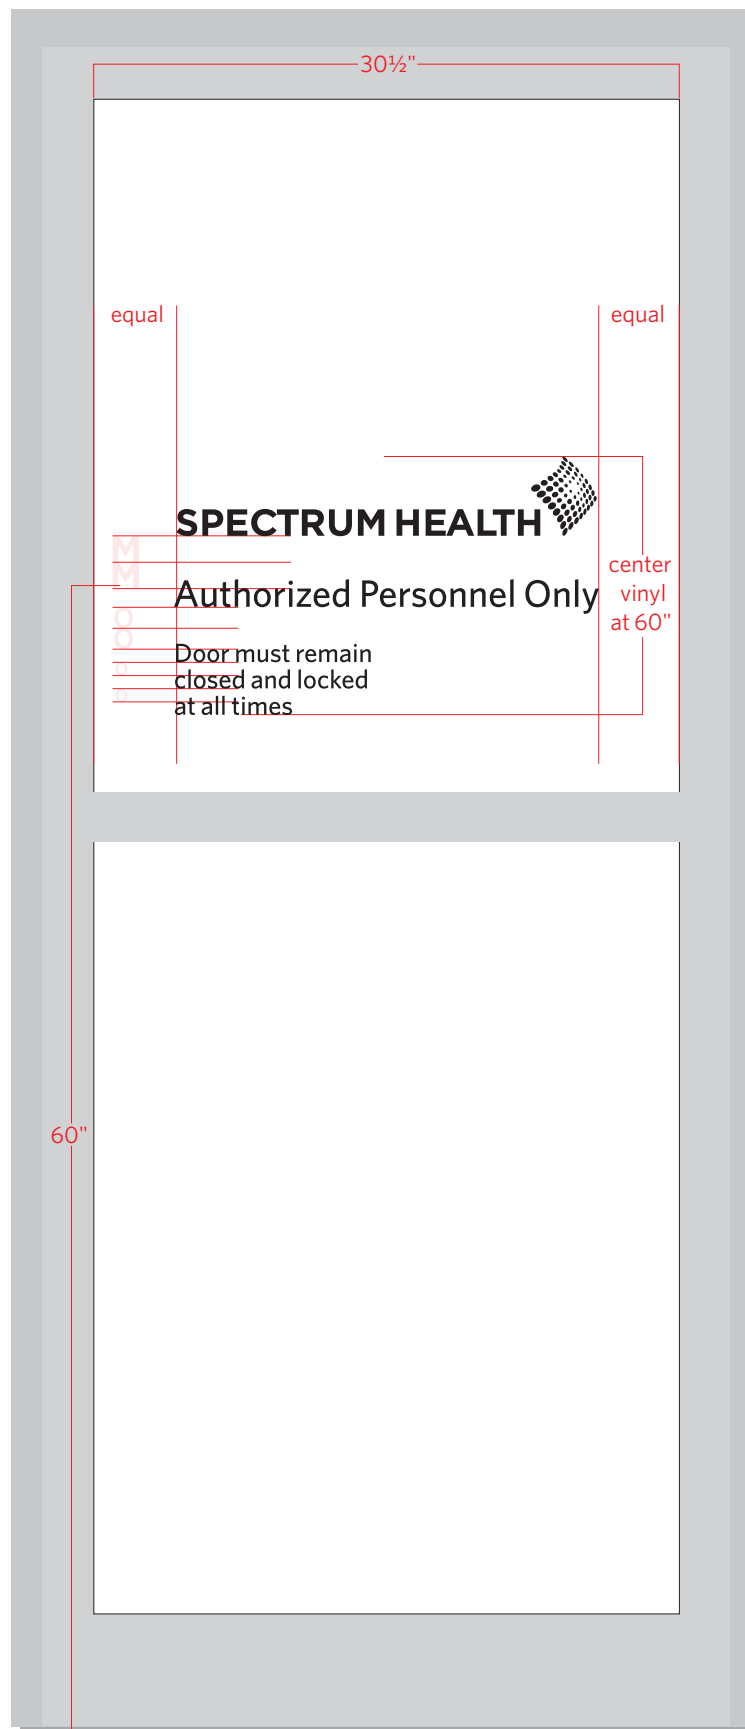 30½"
equal
equal
SPECTRUM HEALTH
M
M
center
vinyl
at 60"
Authorized Personnel Only
O
O
Door must remain
closed and locked
at all times
o
o
60"